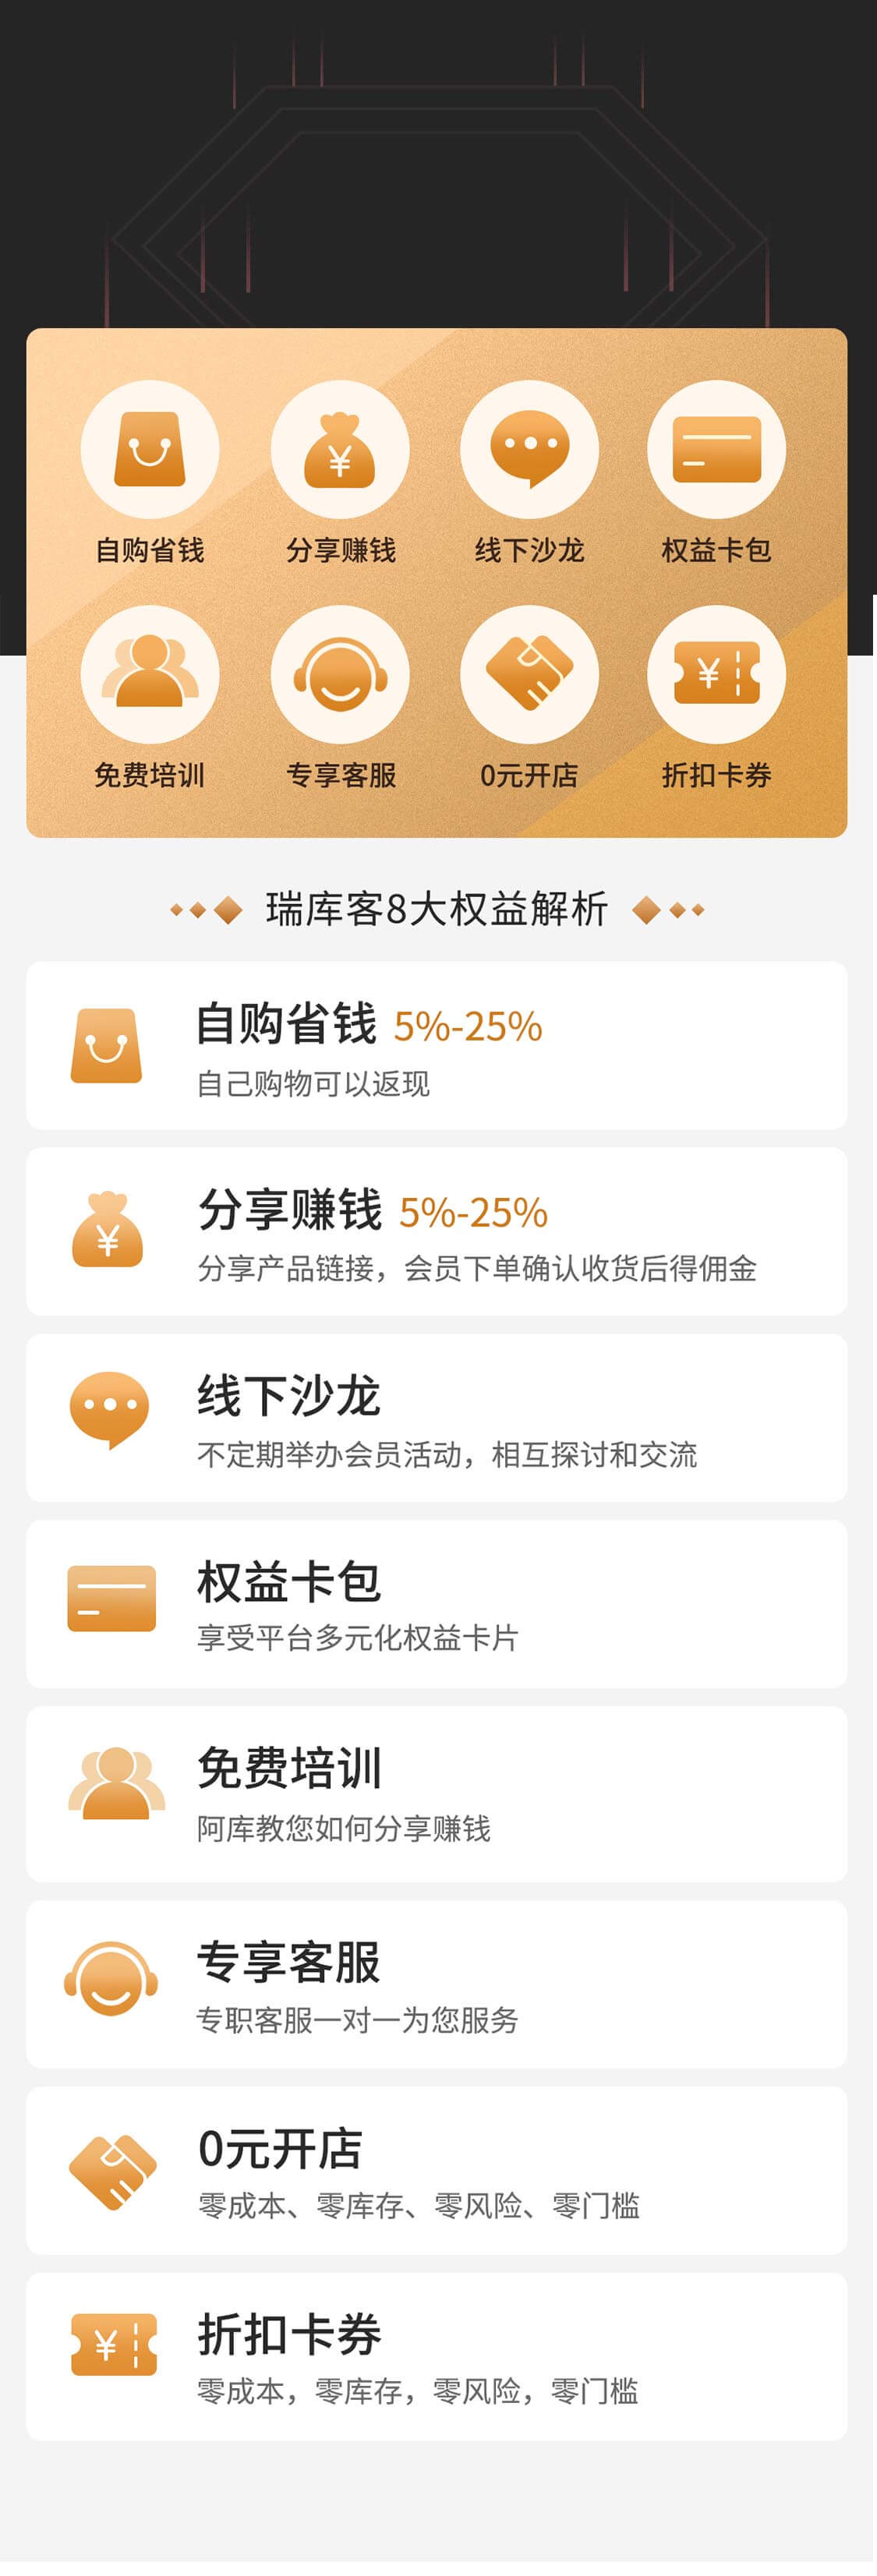 自购省钱 分享赚钱 线下沙龙 权益卡包
免费培训 专享客服 0元开店 折扣卡券
瑞库客8大权益解析
自购省钱 5%-25%
自己购物可以返现
分享赚钱 5%-25%
分享产品链接，会员下单确认收货后得佣金
线下沙龙
不定期举办会员活动，相互探讨和交流
权益卡包
享受平台多元化权益卡片
免费培训
阿库教您如何分享赚钱
专享客服
专职客服一对一为您服务
0元开店
零成本、零库存、零风险、零门槛
折扣卡券
零成本，零库存，零风险，零门槛